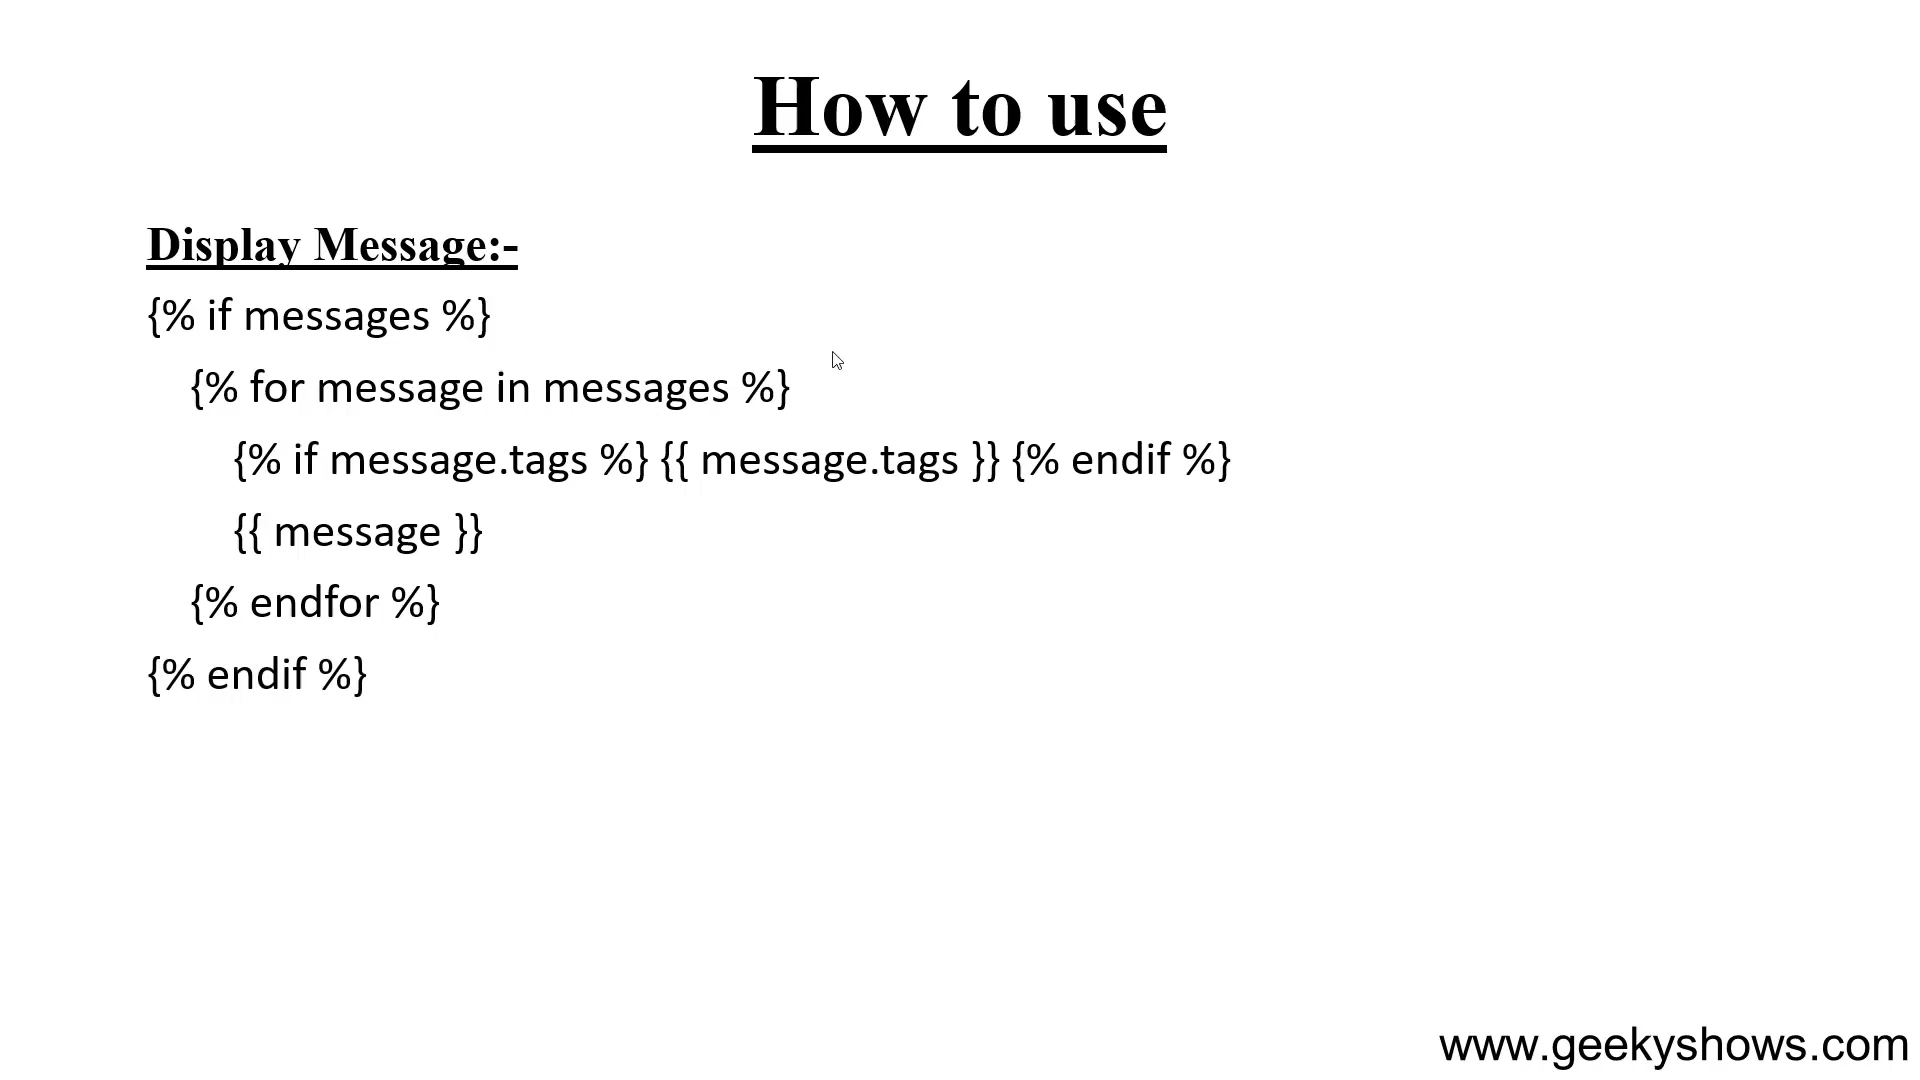 How to use
Display Message:-
{% if messages %}
{% for message in messages %}
{% if message.tags %} {{ message.tags }} {% endif %}
{{ message }}
{% endfor %}
{% endif %}
www.geekyshows.com